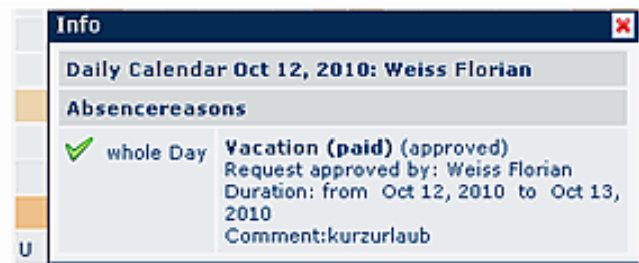 Info
Daily Calendar Oct 12, 2010: Weiss Florian
Absencereasons
whole Day
Vacation (paid) (approved)
Request approved by: Weiss Florian
Duration: from Oct 12, 2010 to Oct 13,
2010
Comment:kurzurlaub
U